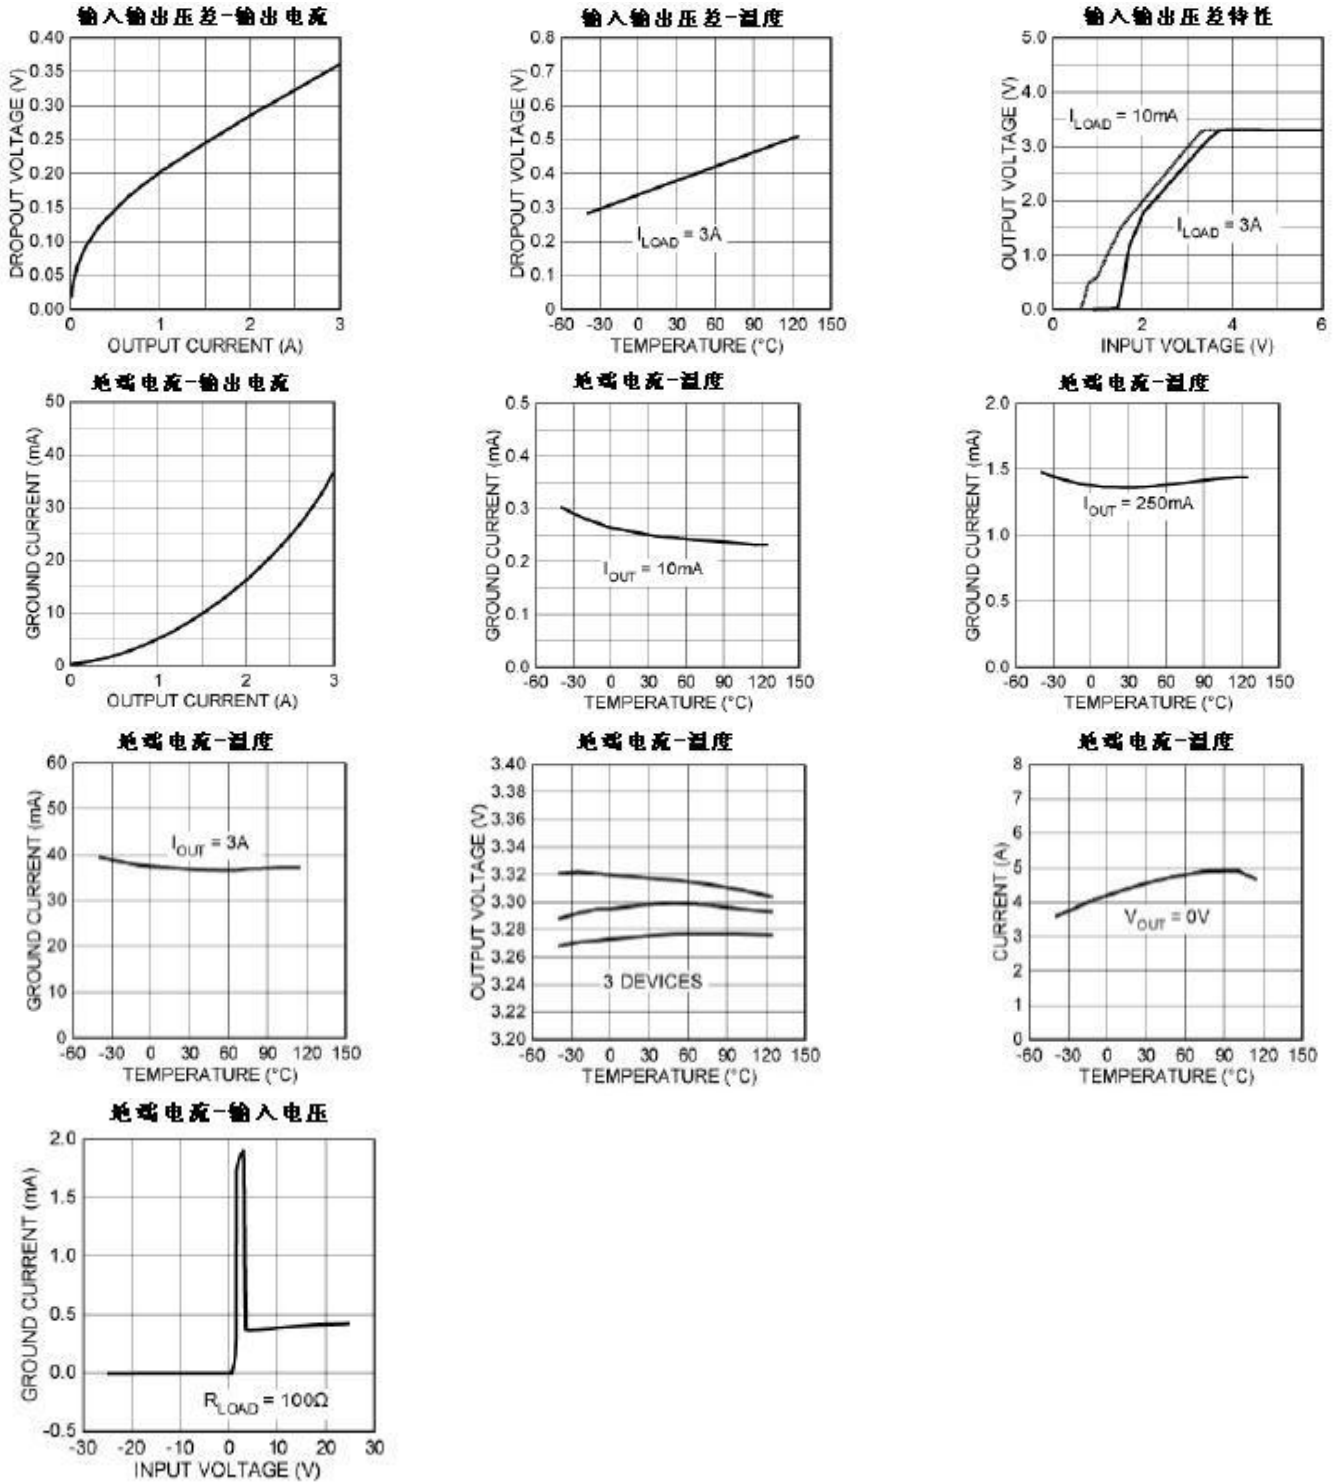 输入输出压差-输出电流
0.40
0.35
0.30
0.25
0.20
0.15
0.10
0.05
0.00
DROPOUT VOLTAGE (V)
0 1 2 3
OUTPUT CURRENT (A)
输入输出压差-温度
0.8
0.7
0.6
0.5
0.4
0.3
0.2
0.1
0
DROPOUT VOLTAGE (V)
I_LOAD = 3A
-60 -30 0 30 60 90 120 150
TEMPERATURE (°C)
输入输出压差特性
5.0
4.0
3.0
2.0
1.0
0.0
OUTPUT VOLTAGE (V)
I_LOAD = 10mA
I_LOAD = 3A
0 2 4 6
INPUT VOLTAGE (V)
地端电流-输出电流
50
40
30
20
10
0
GROUND CURRENT (mA)
0 1 2 3
OUTPUT CURRENT (A)
地端电流-温度
0.5
0.4
0.3
0.2
0.1
0.0
GROUND CURRENT (mA)
I_OUT = 10mA
-60 -30 0 30 60 90 120 150
TEMPERATURE (°C)
地端电流-温度
2.0
1.5
1.0
0.5
0.0
GROUND CURRENT (mA)
I_OUT = 250mA
-60 -30 0 30 60 90 120 150
TEMPERATURE (°C)
地端电流-温度
60
50
40
30
20
10
0
GROUND CURRENT (mA)
I_OUT = 3A
-60 -30 0 30 60 90 120 150
TEMPERATURE (°C)
地端电流-温度
3.40
3.38
3.36
3.34
3.32
3.30
3.28
3.26
3.24
3.22
3.20
OUTPUT VOLTAGE (V)
3 DEVICES
-60 -30 0 30 60 90 120 150
TEMPERATURE (°C)
地端电流-温度
8
7
6
5
4
3
2
1
0
CURRENT (A)
V_OUT = 0V
-60 -30 0 30 60 90 120 150
TEMPERATURE (°C)
地端电流-输入电压
2.0
1.5
1.0
0.5
0.0
-0.5
GROUND CURRENT (mA)
R_LOAD = 100Ω
-30 -20 -10 0 10 20 30
INPUT VOLTAGE (V)